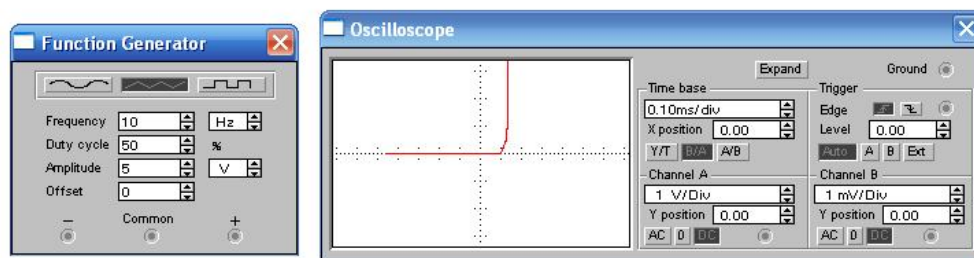 Function Generator
Frequency 10 Hz
Duty cycle 50 %
Amplitude 5 V
Offset 0
− Common +
Oscilloscope
Expand Ground
Time base
0.10ms/div
X position 0.00
Y/T B/A A/B
Trigger
Edge
Level 0.00
Auto A B Ext
Channel A
1 V/Div
Y position 0.00
AC 0 DC
Channel B
1 mV/Div
Y position 0.00
AC 0 DC